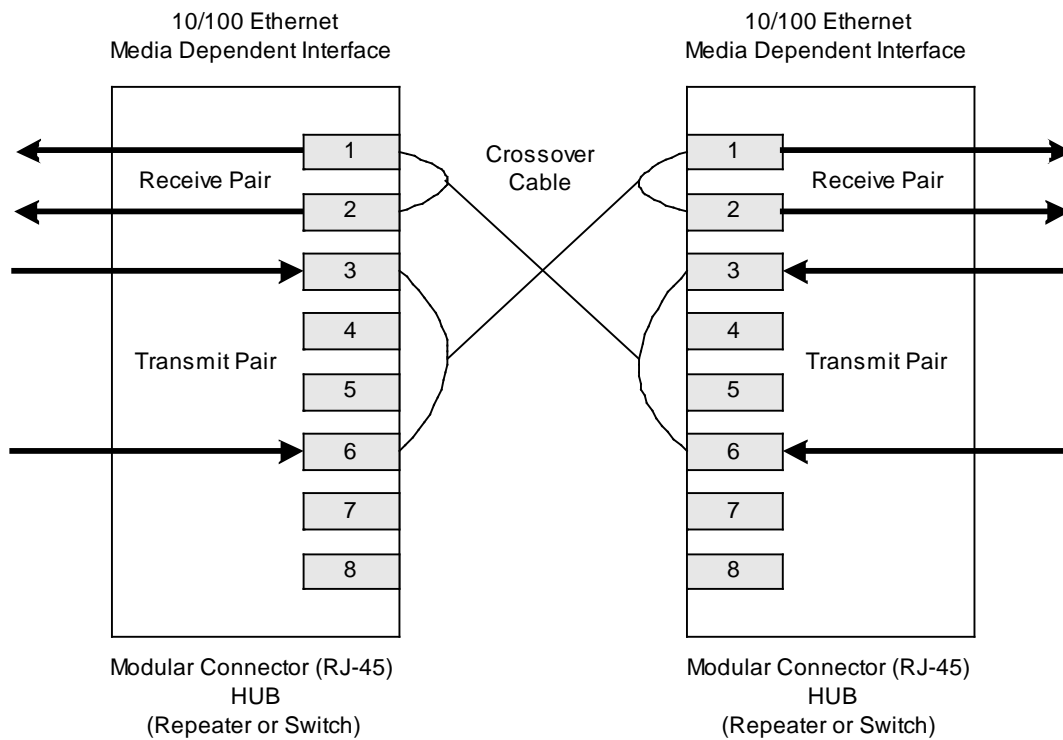 10/100 Ethernet
Media Dependent Interface
10/100 Ethernet
Media Dependent Interface
1
Receive Pair
2
3
4
Transmit Pair
5
6
7
8
Crossover
Cable
1
Receive Pair
2
3
4
Transmit Pair
5
6
7
8
Modular Connector (RJ-45)
HUB
(Repeater or Switch)
Modular Connector (RJ-45)
HUB
(Repeater or Switch)